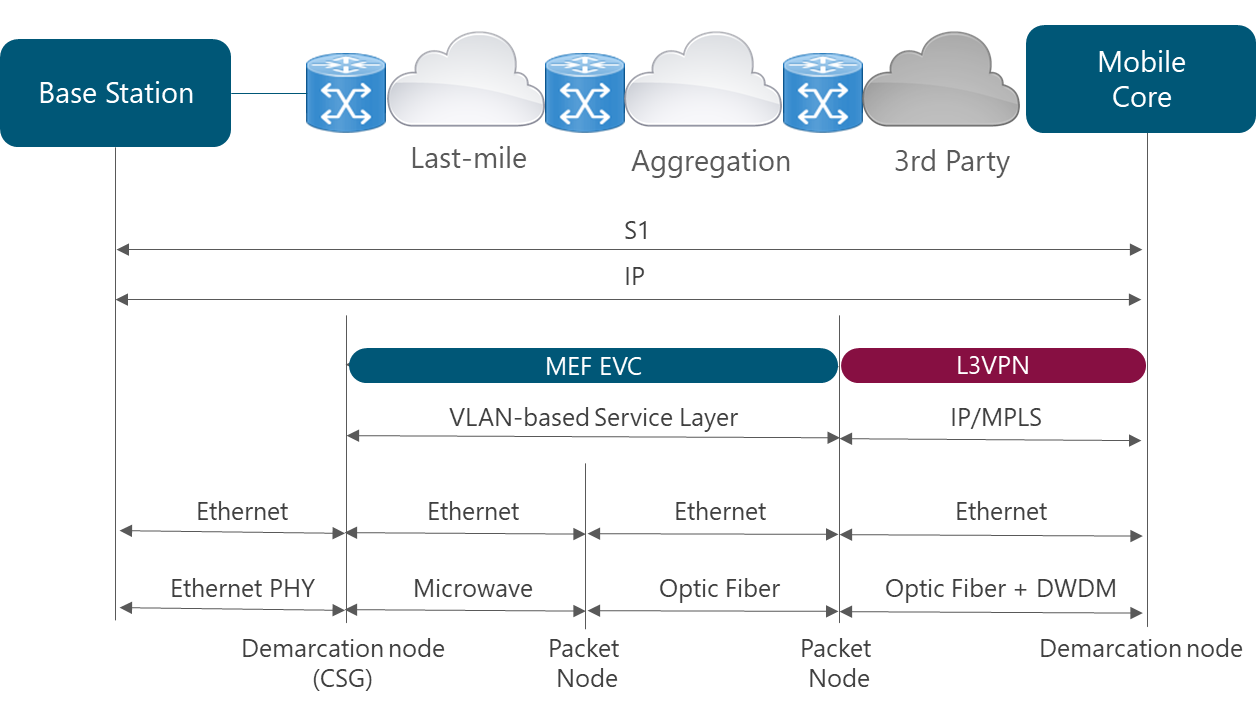 Base Station
Mobile
Core
Last-mile
Aggregation
3rd Party
S1
IP
MEF EVC
L3VPN
VLAN-based Service Layer
IP/MPLS
Ethernet
Ethernet
Ethernet
Ethernet
Ethernet PHY
Microwave
Optic Fiber
Optic Fiber + DWDM
Demarcation node
(CSG)
Packet
Node
Packet
Node
Demarcation node